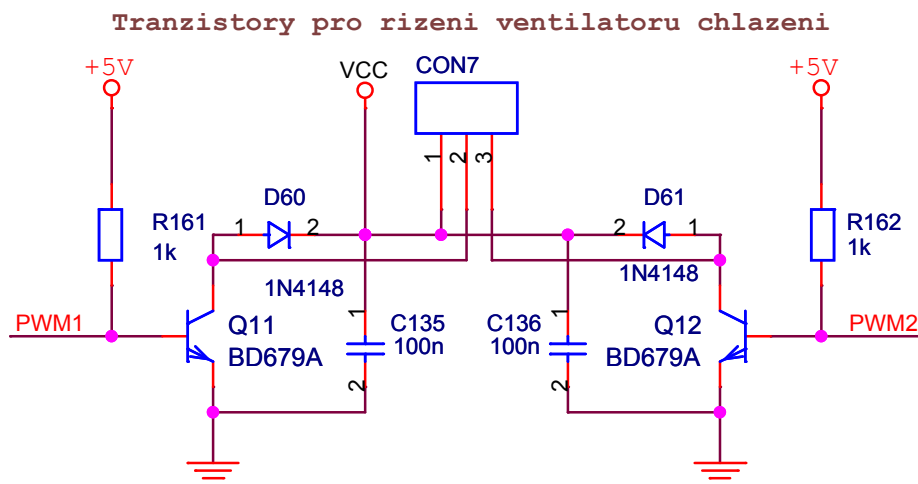 Tranzistory pro rizeni ventilatoru chlazeni
+5V
VCC
CON7
+5V
1
2
3
D60
D61
R161
1k
1
2
2
1
R162
1k
1N4148
1N4148
PWM1
Q11
BD679A
1
C135
100n
2
C136
100n
1
2
Q12
BD679A
PWM2